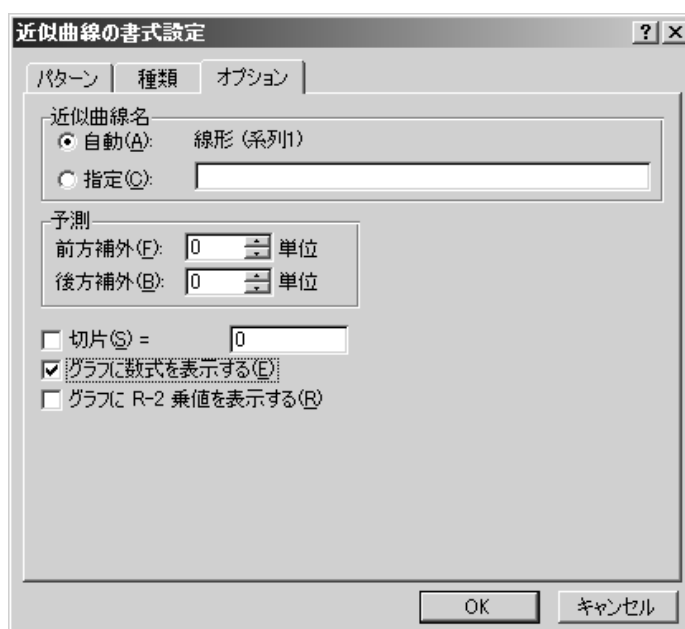 近似曲線の書式設定
パターン 種類 オプション
近似曲線名
自動(A): 線形 (系列1)
指定(C):
予測
前方補外(F): 0 単位
後方補外(B): 0 単位
切片(S) = 0
グラフに数式を表示する(E)
グラフに R-2 乗値を表示する(R)
OK キャンセル